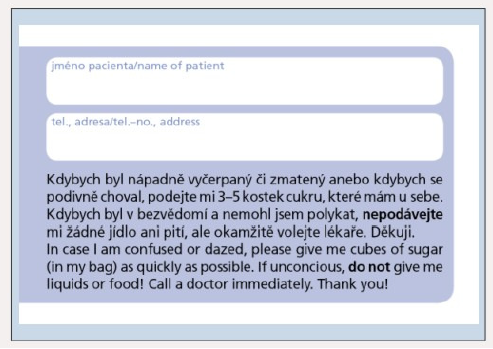 jméno pacienta/name of patient
tel., adresa/tel.–no., address
Kdybych byl nápadně vyčerpaný či zmatený anebo kdybych se
podivně choval, podejte mi 3–5 kostek cukru, které mám u sebe.
Kdybych byl v bezvědomí a nemohl jsem polykat, nepodávejte
mi žádné jídlo ani pití, ale okamžitě volejte lékaře. Děkuji.
In case I am confused or dazed, please give me cubes of sugar
(in my bag) as quickly as possible. If unconcious, do not give me
liquids or food! Call a doctor immediately. Thank you!